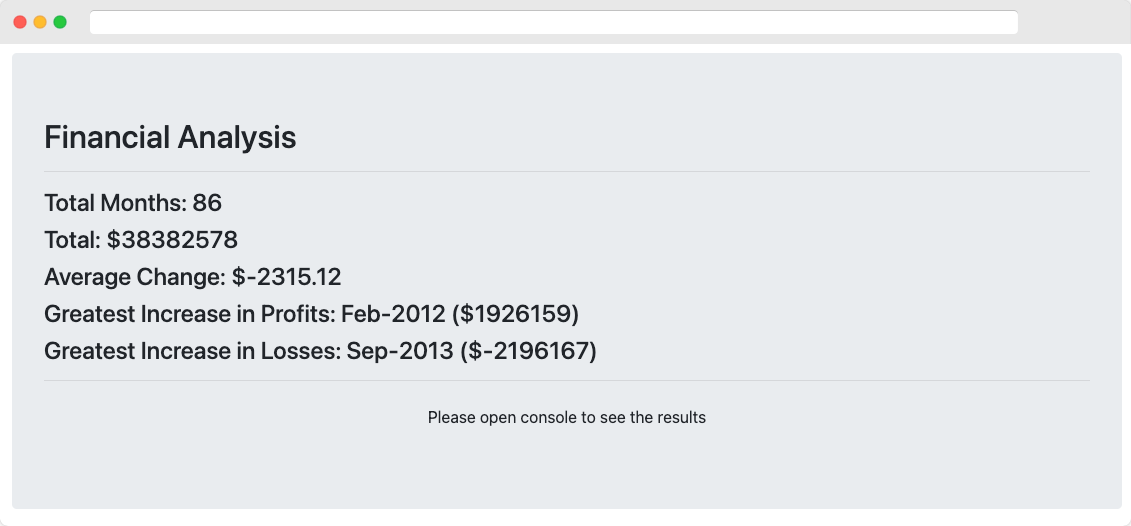 Financial Analysis
Total Months: 86
Total: $38382578
Average Change: $-2315.12
Greatest Increase in Profits: Feb-2012 ($1926159)
Greatest Increase in Losses: Sep-2013 ($-2196167)
Please open console to see the results